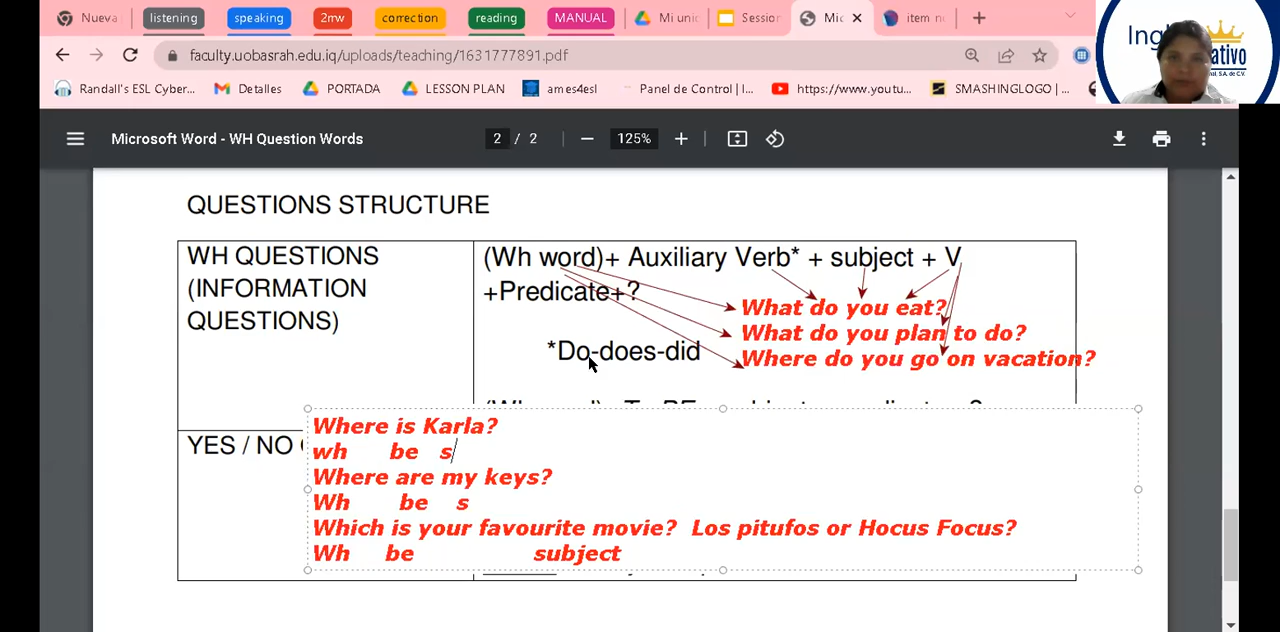 Nueva
listening
speaking
2mw
correction
reading
MANUAL
Mi uni
Session
Mic
item n
faculty.uobasrah.edu.iq/uploads/teaching/1631777891.pdf
Randall's ESL Cyber...
Detalles
PORTADA
LESSON PLAN
ames4esl
Panel de Control | I...
https://www.youtu...
SMASHINGLOGO | ...
Microsoft Word - WH Question Words
2 / 2
125%
QUESTIONS STRUCTURE
WH QUESTIONS
(INFORMATION
QUESTIONS)
(Wh word)+ Auxiliary Verb* + subject + V
+Predicate+?
What do you eat?
What do you plan to do?
*Do-does-did
Where do you go on vacation?
YES / NO
Where is Karla?
wh be s
Where are my keys?
Wh be s
Which is your favourite movie? Los pitufos or Hocus Focus?
Wh be subject